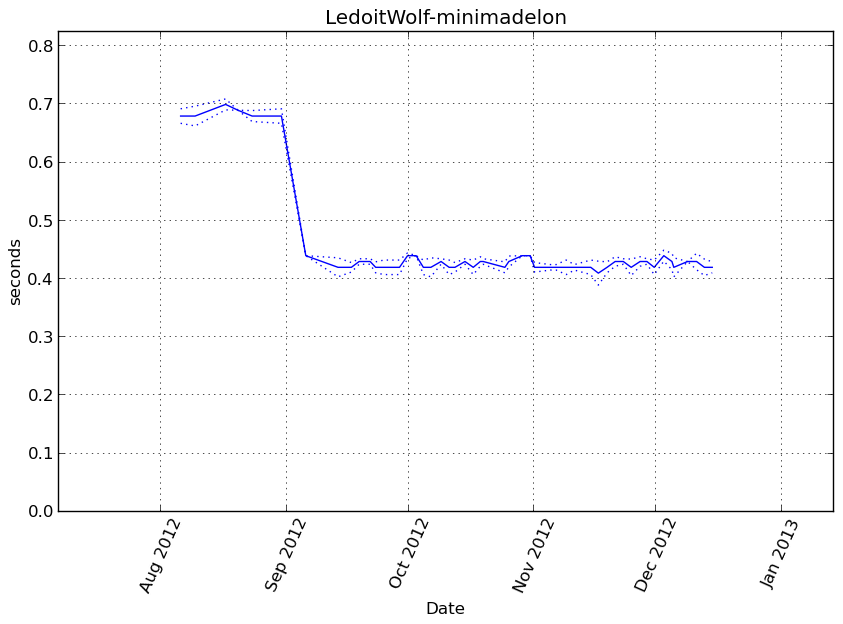 LedoitWolf-minimadelon
0.8
0.7
0.6
0.5
0.4
0.3
0.2
0.1
0.0
seconds
Aug 2012
Sep 2012
Oct 2012
Nov 2012
Dec 2012
Jan 2013
Date